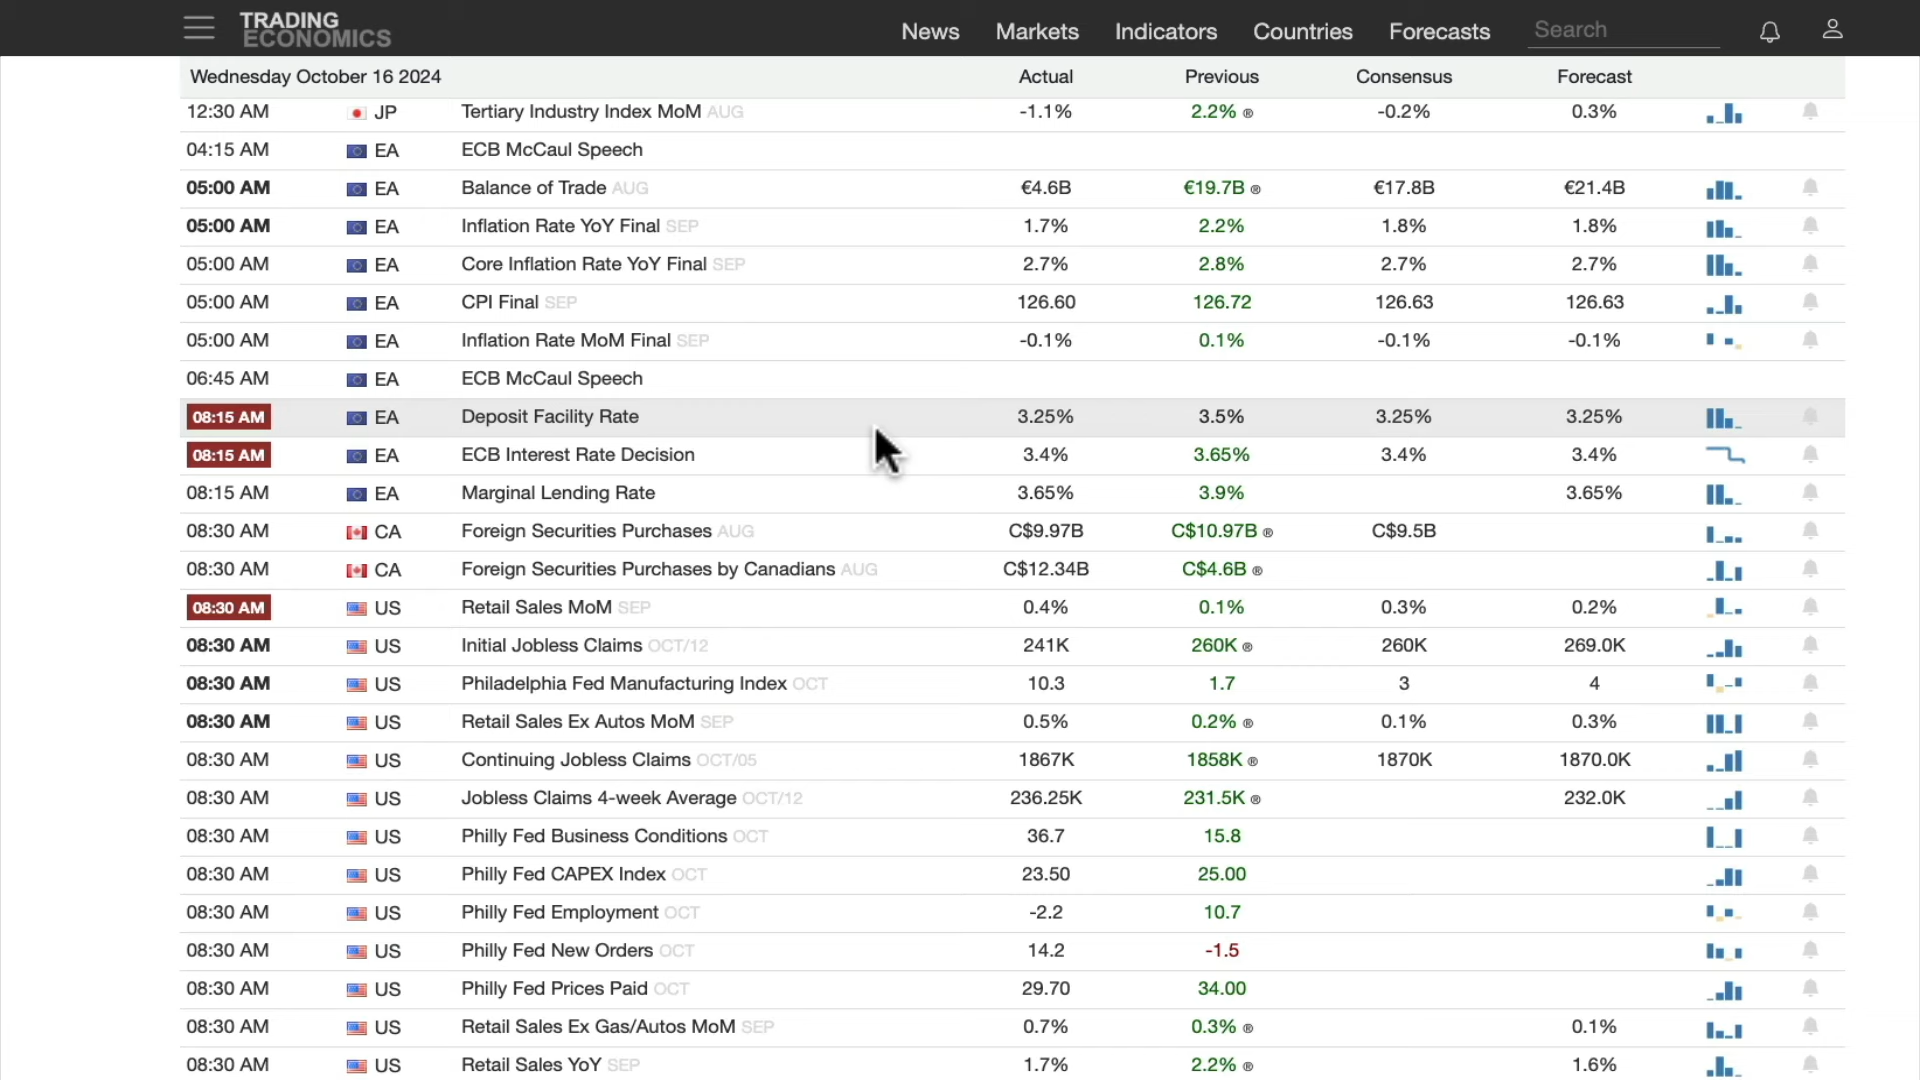 TRADING ECONOMICS News Markets Indicators Countries Forecasts Search
Wednesday October 16 2024 Actual Previous Consensus Forecast
12:30 AM JP Tertiary Industry Index MoM AUG -1.1% 2.2% ® -0.2% 0.3%
04:15 AM EA ECB McCaul Speech
05:00 AM EA Balance of Trade AUG €4.6B €19.7B ® €17.8B €21.4B
05:00 AM EA Inflation Rate YoY Final SEP 1.7% 2.2% 1.8% 1.8%
05:00 AM EA Core Inflation Rate YoY Final SEP 2.7% 2.8% 2.7% 2.7%
05:00 AM EA CPI Final SEP 126.60 126.72 126.63 126.63
05:00 AM EA Inflation Rate MoM Final SEP -0.1% 0.1% -0.1% -0.1%
06:45 AM EA ECB McCaul Speech
08:15 AM EA Deposit Facility Rate 3.25% 3.5% 3.25% 3.25%
08:15 AM EA ECB Interest Rate Decision 3.4% 3.65% 3.4% 3.4%
08:15 AM EA Marginal Lending Rate 3.65% 3.9% 3.65%
08:30 AM CA Foreign Securities Purchases AUG C$9.97B C$10.97B ® C$9.5B
08:30 AM CA Foreign Securities Purchases by Canadians AUG C$12.34B C$4.6B ®
08:30 AM US Retail Sales MoM SEP 0.4% 0.1% 0.3% 0.2%
08:30 AM US Initial Jobless Claims OCT/12 241K 260K ® 260K 269.0K
08:30 AM US Philadelphia Fed Manufacturing Index OCT 10.3 1.7 3 4
08:30 AM US Retail Sales Ex Autos MoM SEP 0.5% 0.2% ® 0.1% 0.3%
08:30 AM US Continuing Jobless Claims OCT/05 1867K 1858K ® 1870K 1870.0K
08:30 AM US Jobless Claims 4-week Average OCT/12 236.25K 231.5K ® 232.0K
08:30 AM US Philly Fed Business Conditions OCT 36.7 15.8
08:30 AM US Philly Fed CAPEX Index OCT 23.50 25.00
08:30 AM US Philly Fed Employment OCT -2.2 10.7
08:30 AM US Philly Fed New Orders OCT 14.2 -1.5
08:30 AM US Philly Fed Prices Paid OCT 29.70 34.00
08:30 AM US Retail Sales Ex Gas/Autos MoM SEP 0.7% 0.3% ® 0.1%
08:30 AM US Retail Sales YoY SEP 1.7% 2.2% ® 1.6%